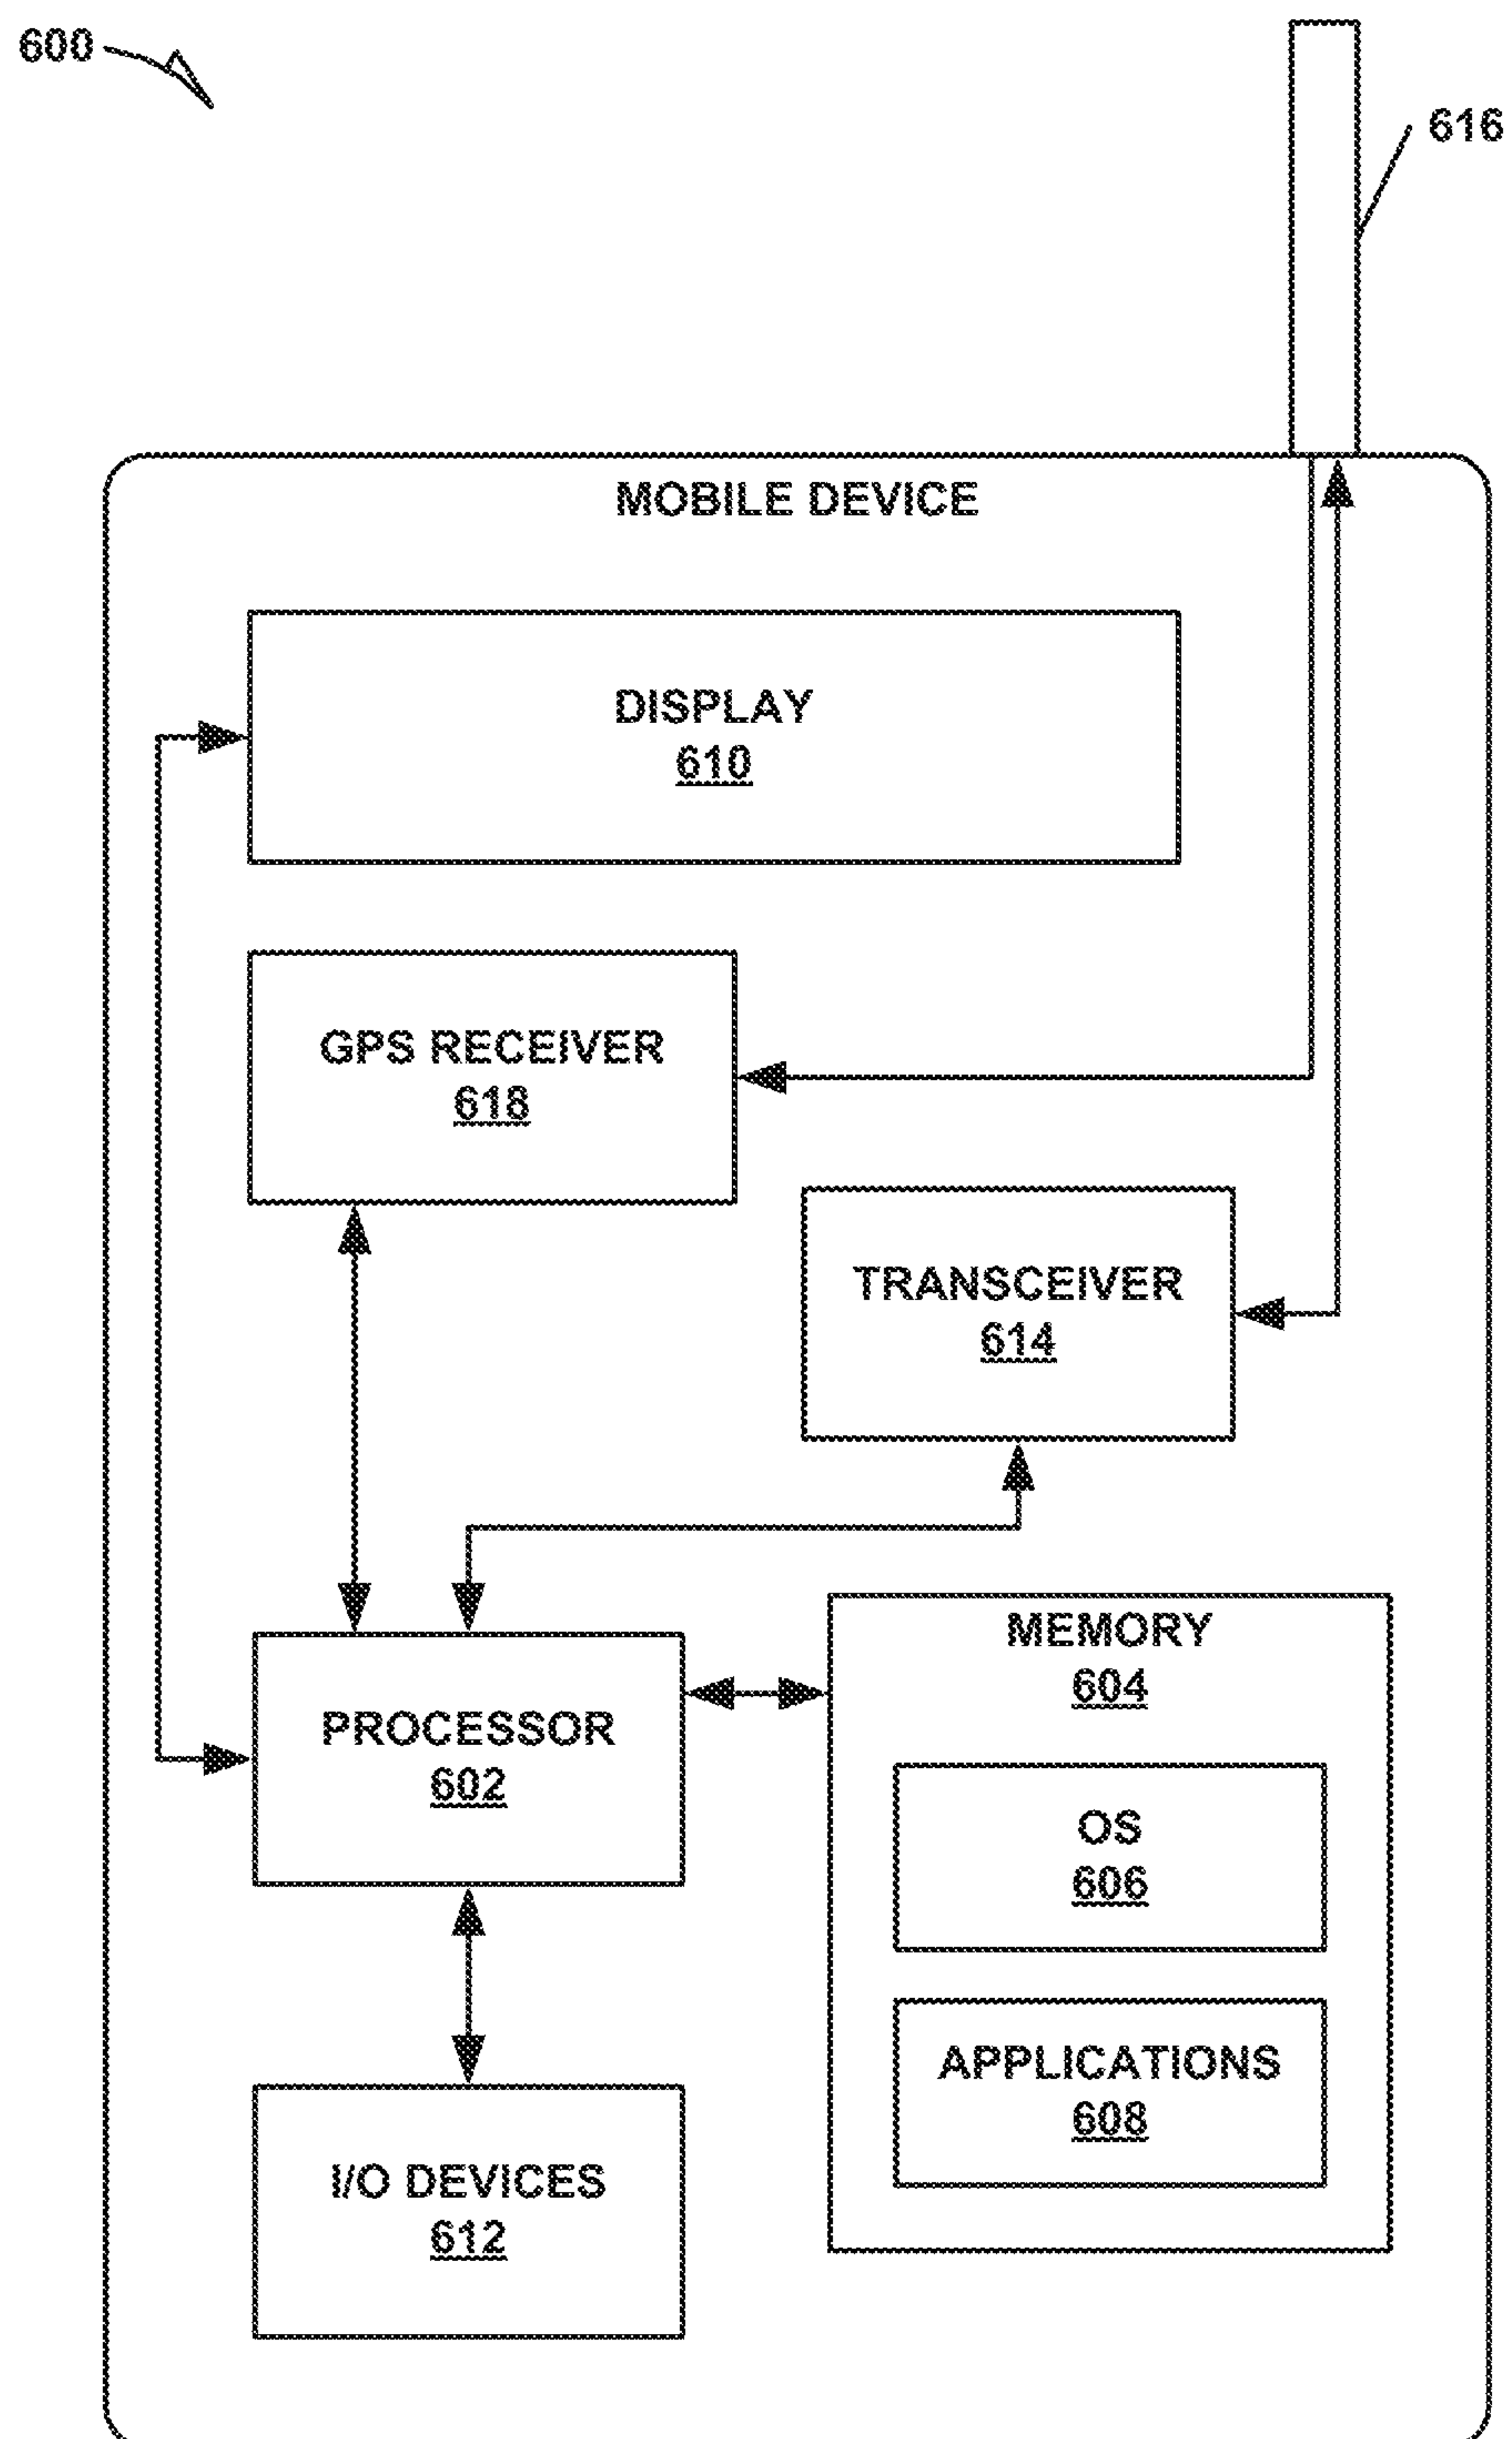 600
616
MOBILE DEVICE
DISPLAY
610
GPS RECEIVER
618
TRANSCEIVER
614
PROCESSOR
602
MEMORY
604
OS
606
APPLICATIONS
608
I/O DEVICES
612